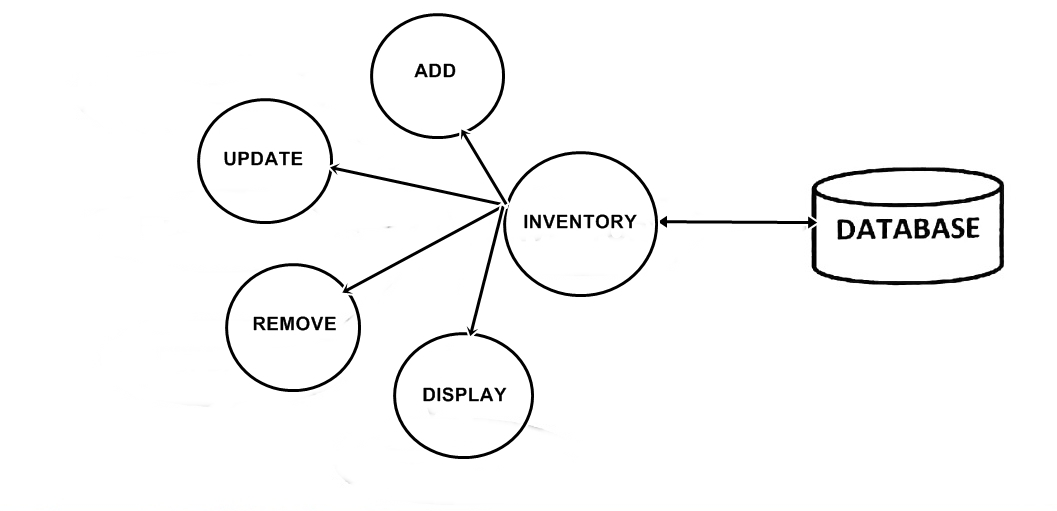 ADD
UPDATE
INVENTORY
DATABASE
REMOVE
DISPLAY